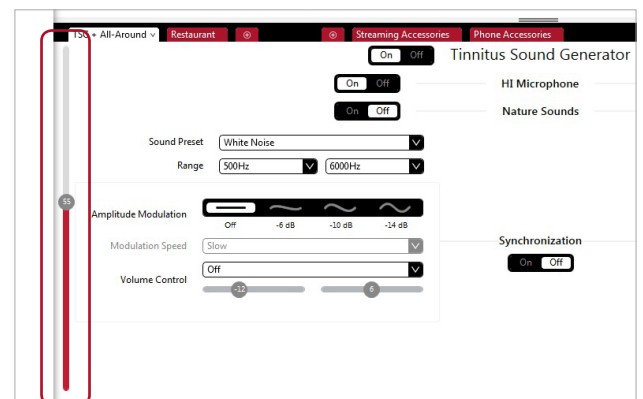 TSG + All-Around Restaurant Streaming Accessories Phone Accessories
On Off Tinnitus Sound Generator
On Off HI Microphone
On Off Nature Sounds
Sound Preset White Noise
Range 500Hz 6000Hz
55
Amplitude Modulation
Off -6 dB -10 dB -14 dB
Modulation Speed Slow
Synchronization
On Off
Volume Control Off
-12 6